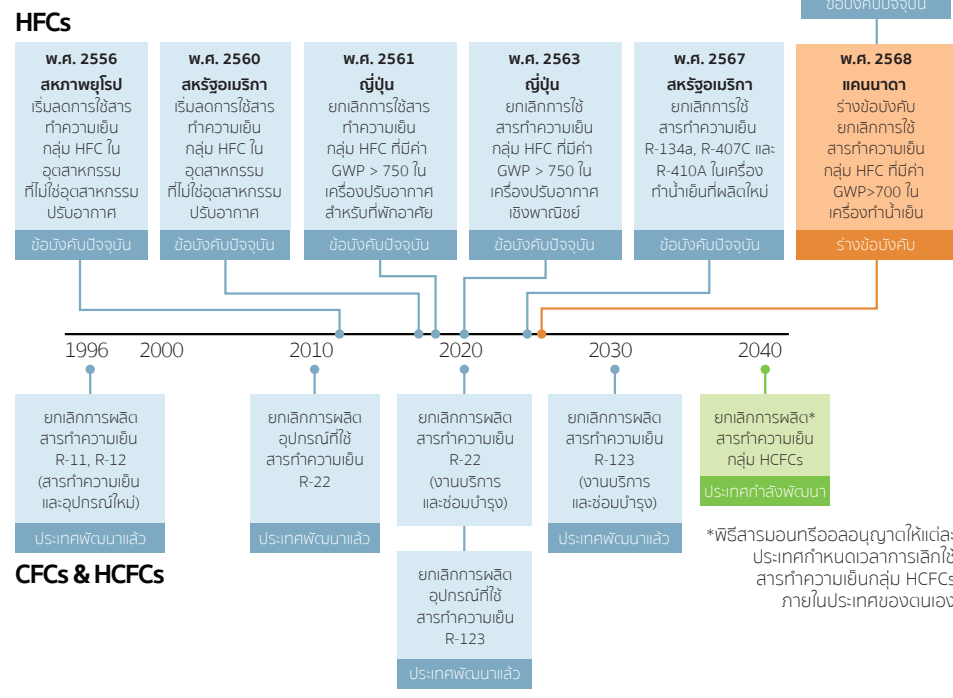 ข้อบังคับปัจจุบัน
HFCs
พ.ศ. 2556
สหภาพยุโรป
เริ่มลดการใช้สาร
ทำความเย็น
กลุ่ม HFC ใน
อุตสาหกรรม
ที่ไม่ใช่อุตสาหกรรม
ปรับอากาศ
ข้อบังคับปัจจุบัน
พ.ศ. 2560
สหรัฐอเมริกา
เริ่มลดการใช้สาร
ทำความเย็น
กลุ่ม HFC ใน
อุตสาหกรรม
ที่ไม่ใช่อุตสาหกรรม
ปรับอากาศ
ข้อบังคับปัจจุบัน
พ.ศ. 2561
ญี่ปุ่น
ยกเลิกการใช้สาร
ทำความเย็น
กลุ่ม HFC ที่มีค่า
GWP > 750 ใน
เครื่องปรับอากาศ
สำหรับที่พักอาศัย
ข้อบังคับปัจจุบัน
พ.ศ. 2563
ญี่ปุ่น
ยกเลิกการใช้
สารทำความเย็น
กลุ่ม HFC ที่มีค่า
GWP > 750 ใน
เครื่องปรับอากาศ
เชิงพาณิชย์
ข้อบังคับปัจจุบัน
พ.ศ. 2567
สหรัฐอเมริกา
ยกเลิกการใช้
สารทำความเย็น
R-134a, R-407C และ
R-410A ในเครื่อง
ทำน้ำเย็นที่ผลิตใหม่
ข้อบังคับปัจจุบัน
พ.ศ. 2568
แคนนาดา
ร่างข้อบังคับ
ยกเลิกการใช้
สารทำความเย็น
กลุ่ม HFC ที่มีค่า
GWP>700 ใน
เครื่องทำน้ำเย็น
ร่างข้อบังคับ
1996 2000 2010 2020 2030 2040
ยกเลิกการผลิต
สารทำความเย็น
R-11, R-12
(สารทำความเย็น
และอุปกรณ์ใหม่)
ประเทศพัฒนาแล้ว
ยกเลิกการผลิต
อุปกรณ์ที่ใช้
สารทำความเย็น
R-22
ประเทศพัฒนาแล้ว
ยกเลิกการผลิต
สารทำความเย็น
R-22
(งานบริการ
และซ่อมบำรุง)
ประเทศพัฒนาแล้ว
ยกเลิกการผลิต
อุปกรณ์ที่ใช้
สารทำความเย็น
R-123
ประเทศพัฒนาแล้ว
ยกเลิกการผลิต
สารทำความเย็น
R-123
(งานบริการ
และซ่อมบำรุง)
ประเทศพัฒนาแล้ว
ยกเลิกการผลิต*
สารทำความเย็น
กลุ่ม HCFCs
ประเทศกำลังพัฒนา
*พิธีสารมอนทรีออลอนุญาตให้แต่ละ
ประเทศกำหนดเวลาการเลิกใช้
สารทำความเย็นกลุ่ม HCFCs
ภายในประเทศของตนเอง
CFCs & HCFCs